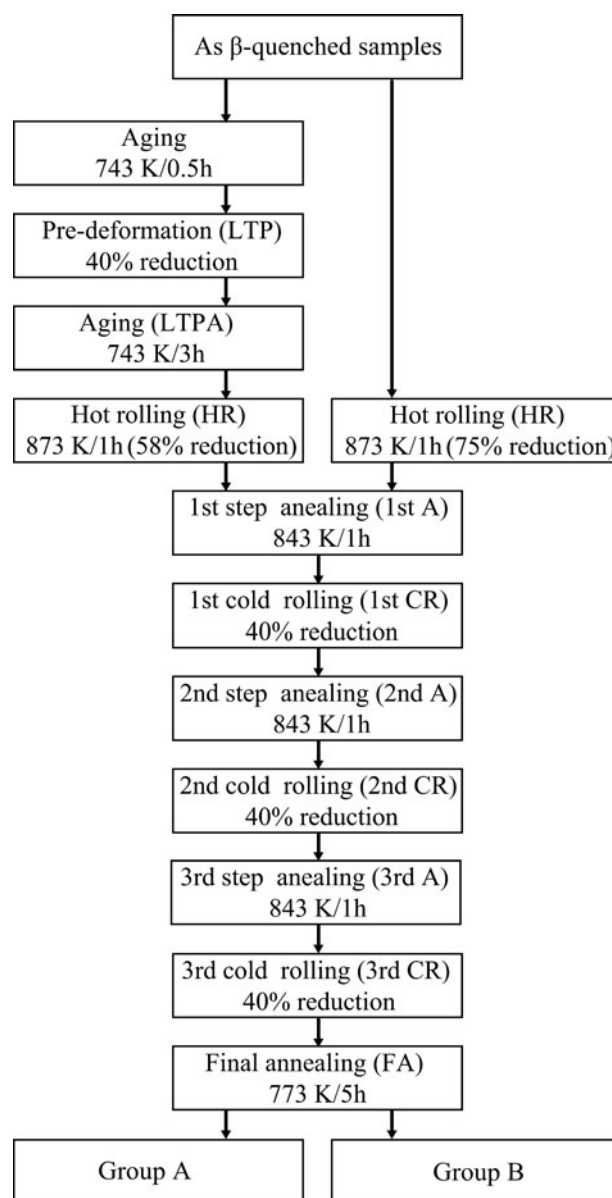 As β-quenched samples
Aging
743 K/0.5h
Pre-deformation (LTP)
40% reduction
Aging (LTPA)
743 K/3h
Hot rolling (HR)
873 K/1h (58% reduction)
Hot rolling (HR)
873 K/1h (75% reduction)
1st step anealing (1st A)
843 K/1h
1st cold rolling (1st CR)
40% reduction
2nd step anealing (2nd A)
843 K/1h
2nd cold rolling (2nd CR)
40% reduction
3rd step anealing (3rd A)
843 K/1h
3rd cold rolling (3rd CR)
40% reduction
Final annealing (FA)
773 K/5h
Group A
Group B